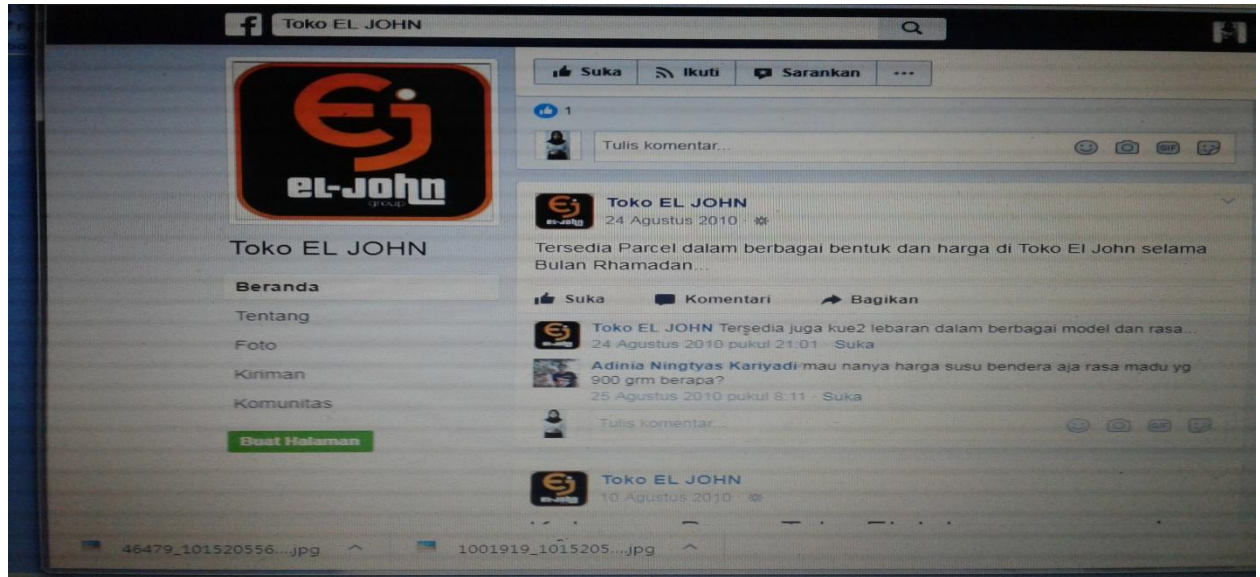 Toko EL JOHN
Suka Ikuti Sarankan ...
1
Tulis komentar...
EJ
eL-JOHn
group
Toko EL JOHN
Beranda
Tentang
Foto
Kiriman
Komunitas
Buat Halaman
Toko EL JOHN
24 Agustus 2010
Tersedia Parcel dalam berbagai bentuk dan harga di Toko El John selama
Bulan Rhamadan...
Suka Komentari Bagikan
Toko EL JOHN Tersedia juga kue2 lebaran dalam berbagai model dan rasa...
24 Agustus 2010 pukul 21:01 · Suka
Adinia Ningtyas Kariyadi mau nanya harga susu bendera aja rasa madu yg
900 grm berapa?
25 Agustus 2010 pukul 8:11 · Suka
Tulis komentar...
Toko EL JOHN
10 Agustus 2010
46479_101520556....jpg
1001919_1015205....jpg